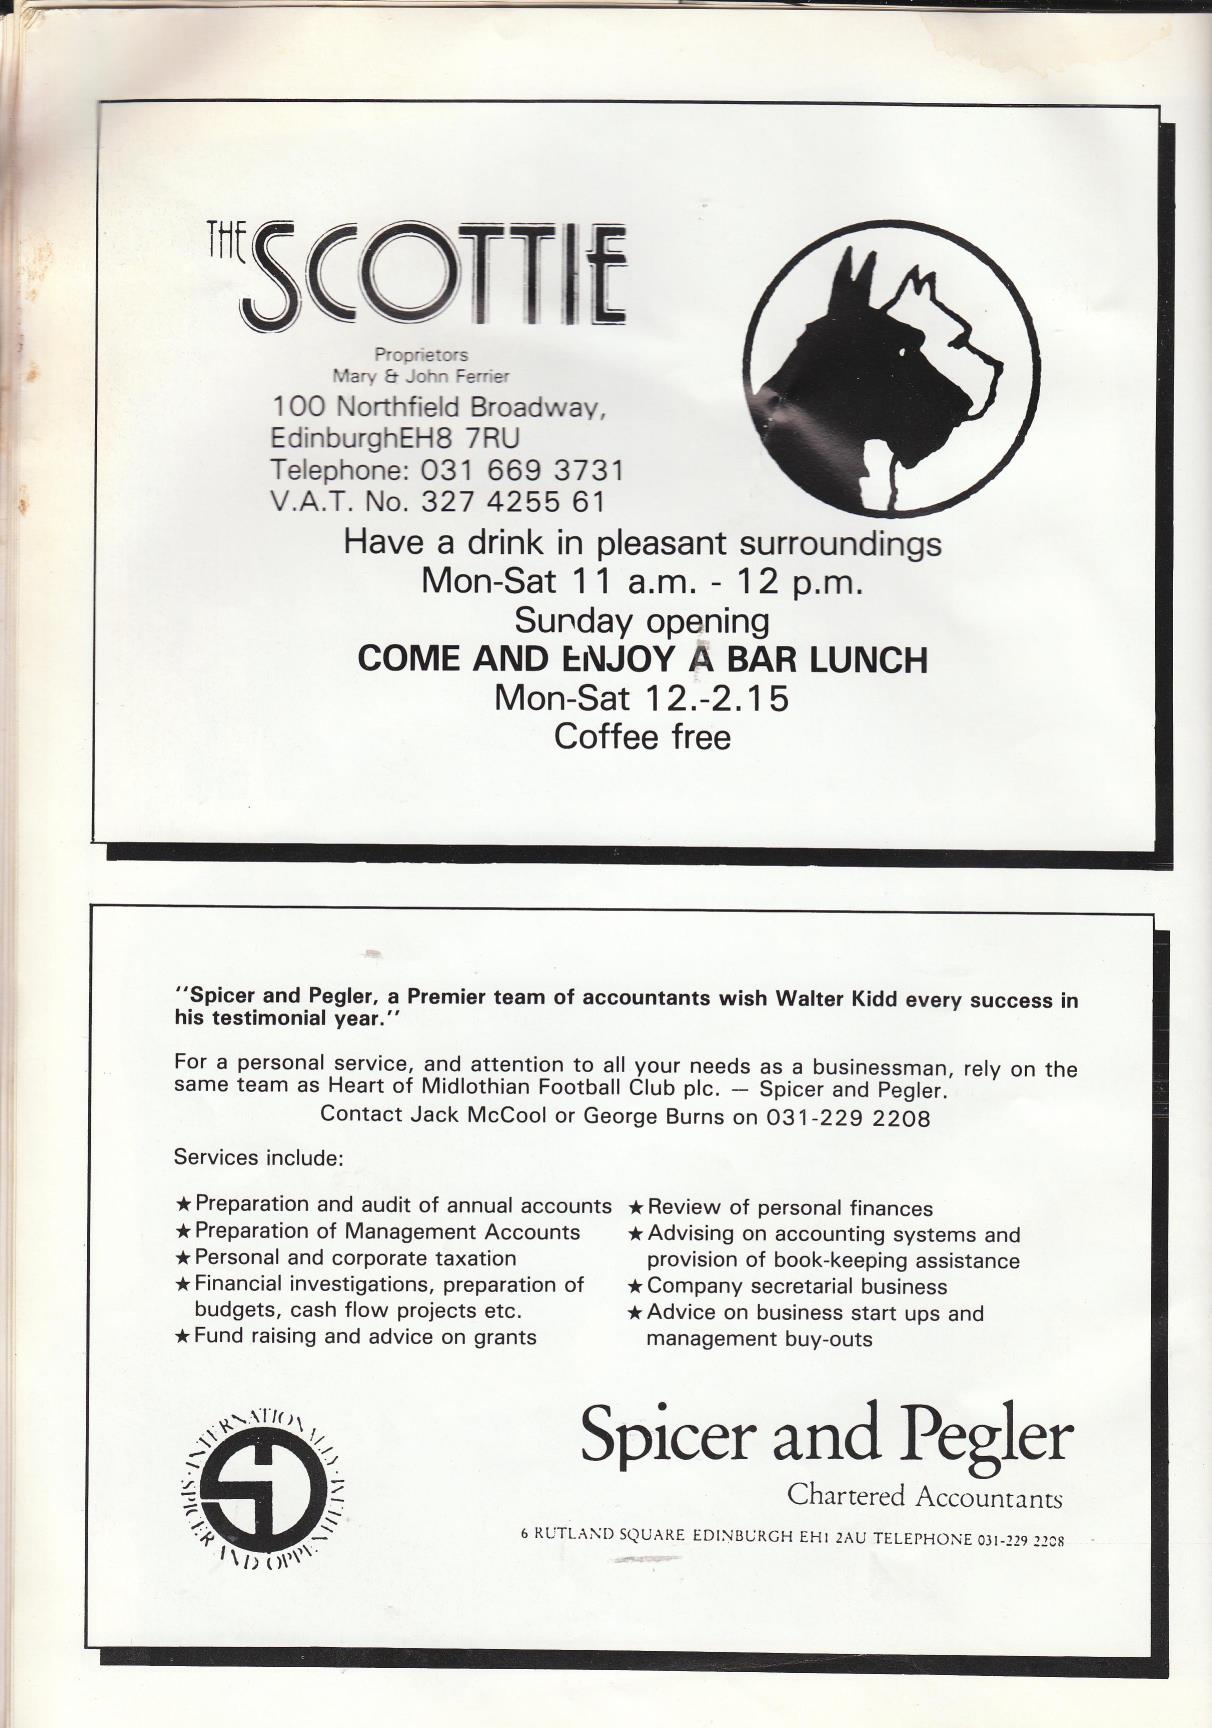 THE SCOTTIE
Proprietors
Mary & John Ferrier
100 Northfield Broadway,
EdinburghEH8 7RU
Telephone: 031 669 3731
V.A.T. No. 327 4255 61
Have a drink in pleasant surroundings
Mon-Sat 11 a.m. - 12 p.m.
Sunday opening
COME AND ENJOY A BAR LUNCH
Mon-Sat 12.-2.15
Coffee free
"Spicer and Pegler, a Premier team of accountants wish Walter Kidd every success in
his testimonial year."
For a personal service, and attention to all your needs as a businessman, rely on the
same team as Heart of Midlothian Football Club plc. — Spicer and Pegler.
Contact Jack McCool or George Burns on 031-229 2208
Services include:
★ Preparation and audit of annual accounts
★ Preparation of Management Accounts
★ Personal and corporate taxation
★ Financial investigations, preparation of
budgets, cash flow projects etc.
★ Fund raising and advice on grants
★ Review of personal finances
★ Advising on accounting systems and
provision of book-keeping assistance
★ Company secretarial business
★ Advice on business start ups and
management buy-outs
· INTERNATIONALLY ·
SPICER AND OPPENHEIM
Spicer and Pegler
Chartered Accountants
6 RUTLAND SQUARE EDINBURGH EH1 2AU TELEPHONE 031-229 2208